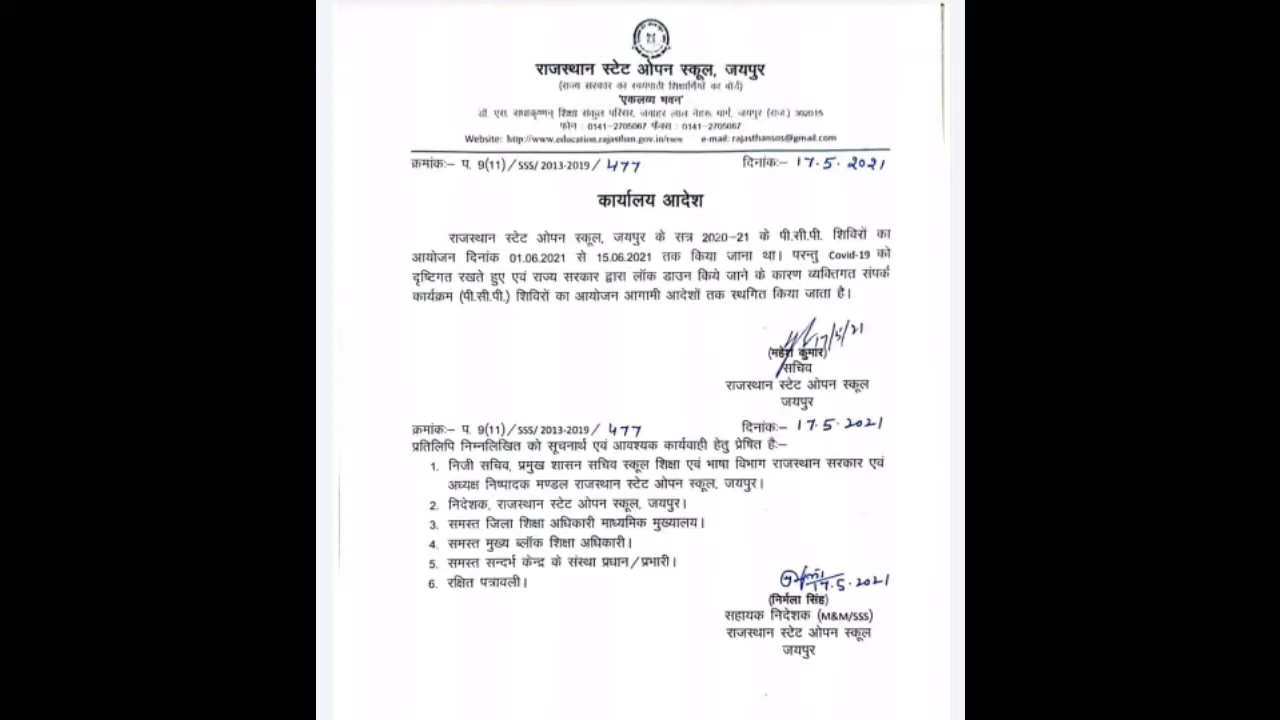 राजस्थान स्टेट ओपन स्कूल, जयपुर
(राज्य सरकार का स्वयंपाठी शिक्षार्थियों का बोर्ड)
'एकलव्य भवन'
डॉ. एस. राधाकृष्णन् शिक्षा संकुल परिसर, जवाहर लाल नेहरू मार्ग, जयपुर (राज.) 302015
फोन : 0141-2705067 फैक्स : 0141-2705067
Website: http://www.education.rajasthan.gov.in/rsos e-mail: rajasthansos@gmail.com
क्रमांकः– प. 9(11)/SSS/2013-2019/477 दिनांकः– 17.5.2021
कार्यालय आदेश
राजस्थान स्टेट ओपन स्कूल, जयपुर के सत्र 2020–21 के पी.सी.पी. शिविरों का
आयोजन दिनांक 01.06.2021 से 15.06.2021 तक किया जाना था। परन्तु Covid-19 को
दृष्टिगत रखते हुए एवं राज्य सरकार द्वारा लॉक डाउन किये जाने के कारण व्यक्तिगत संपर्क
कार्यक्रम (पी.सी.पी.) शिविरों का आयोजन आगामी आदेशों तक स्थगित किया जाता है।
17/5/21
(महेश कुमार)
सचिव
राजस्थान स्टेट ओपन स्कूल
जयपुर
क्रमांकः– प. 9(11)/SSS/2013-2019/477 दिनांकः– 17.5.2021
प्रतिलिपि निम्नलिखित को सूचनार्थ एवं आवश्यक कार्यवाही हेतु प्रेषित हैः–
1. निजी सचिव, प्रमुख शासन सचिव स्कूल शिक्षा एवं भाषा विभाग राजस्थान सरकार एवं
अध्यक्ष निष्पादक मण्डल राजस्थान स्टेट ओपन स्कूल, जयपुर।
2. निदेशक, राजस्थान स्टेट ओपन स्कूल, जयपुर।
3. समस्त जिला शिक्षा अधिकारी माध्यमिक मुख्यालय।
4. समस्त मुख्य ब्लॉक शिक्षा अधिकारी।
5. समस्त सन्दर्भ केन्द्र के संस्था प्रधान/प्रभारी।
6. रक्षित पत्रावली।
17.5.2021
(निर्मला सिंह)
सहायक निदेशक (M&M/SSS)
राजस्थान स्टेट ओपन स्कूल
जयपुर